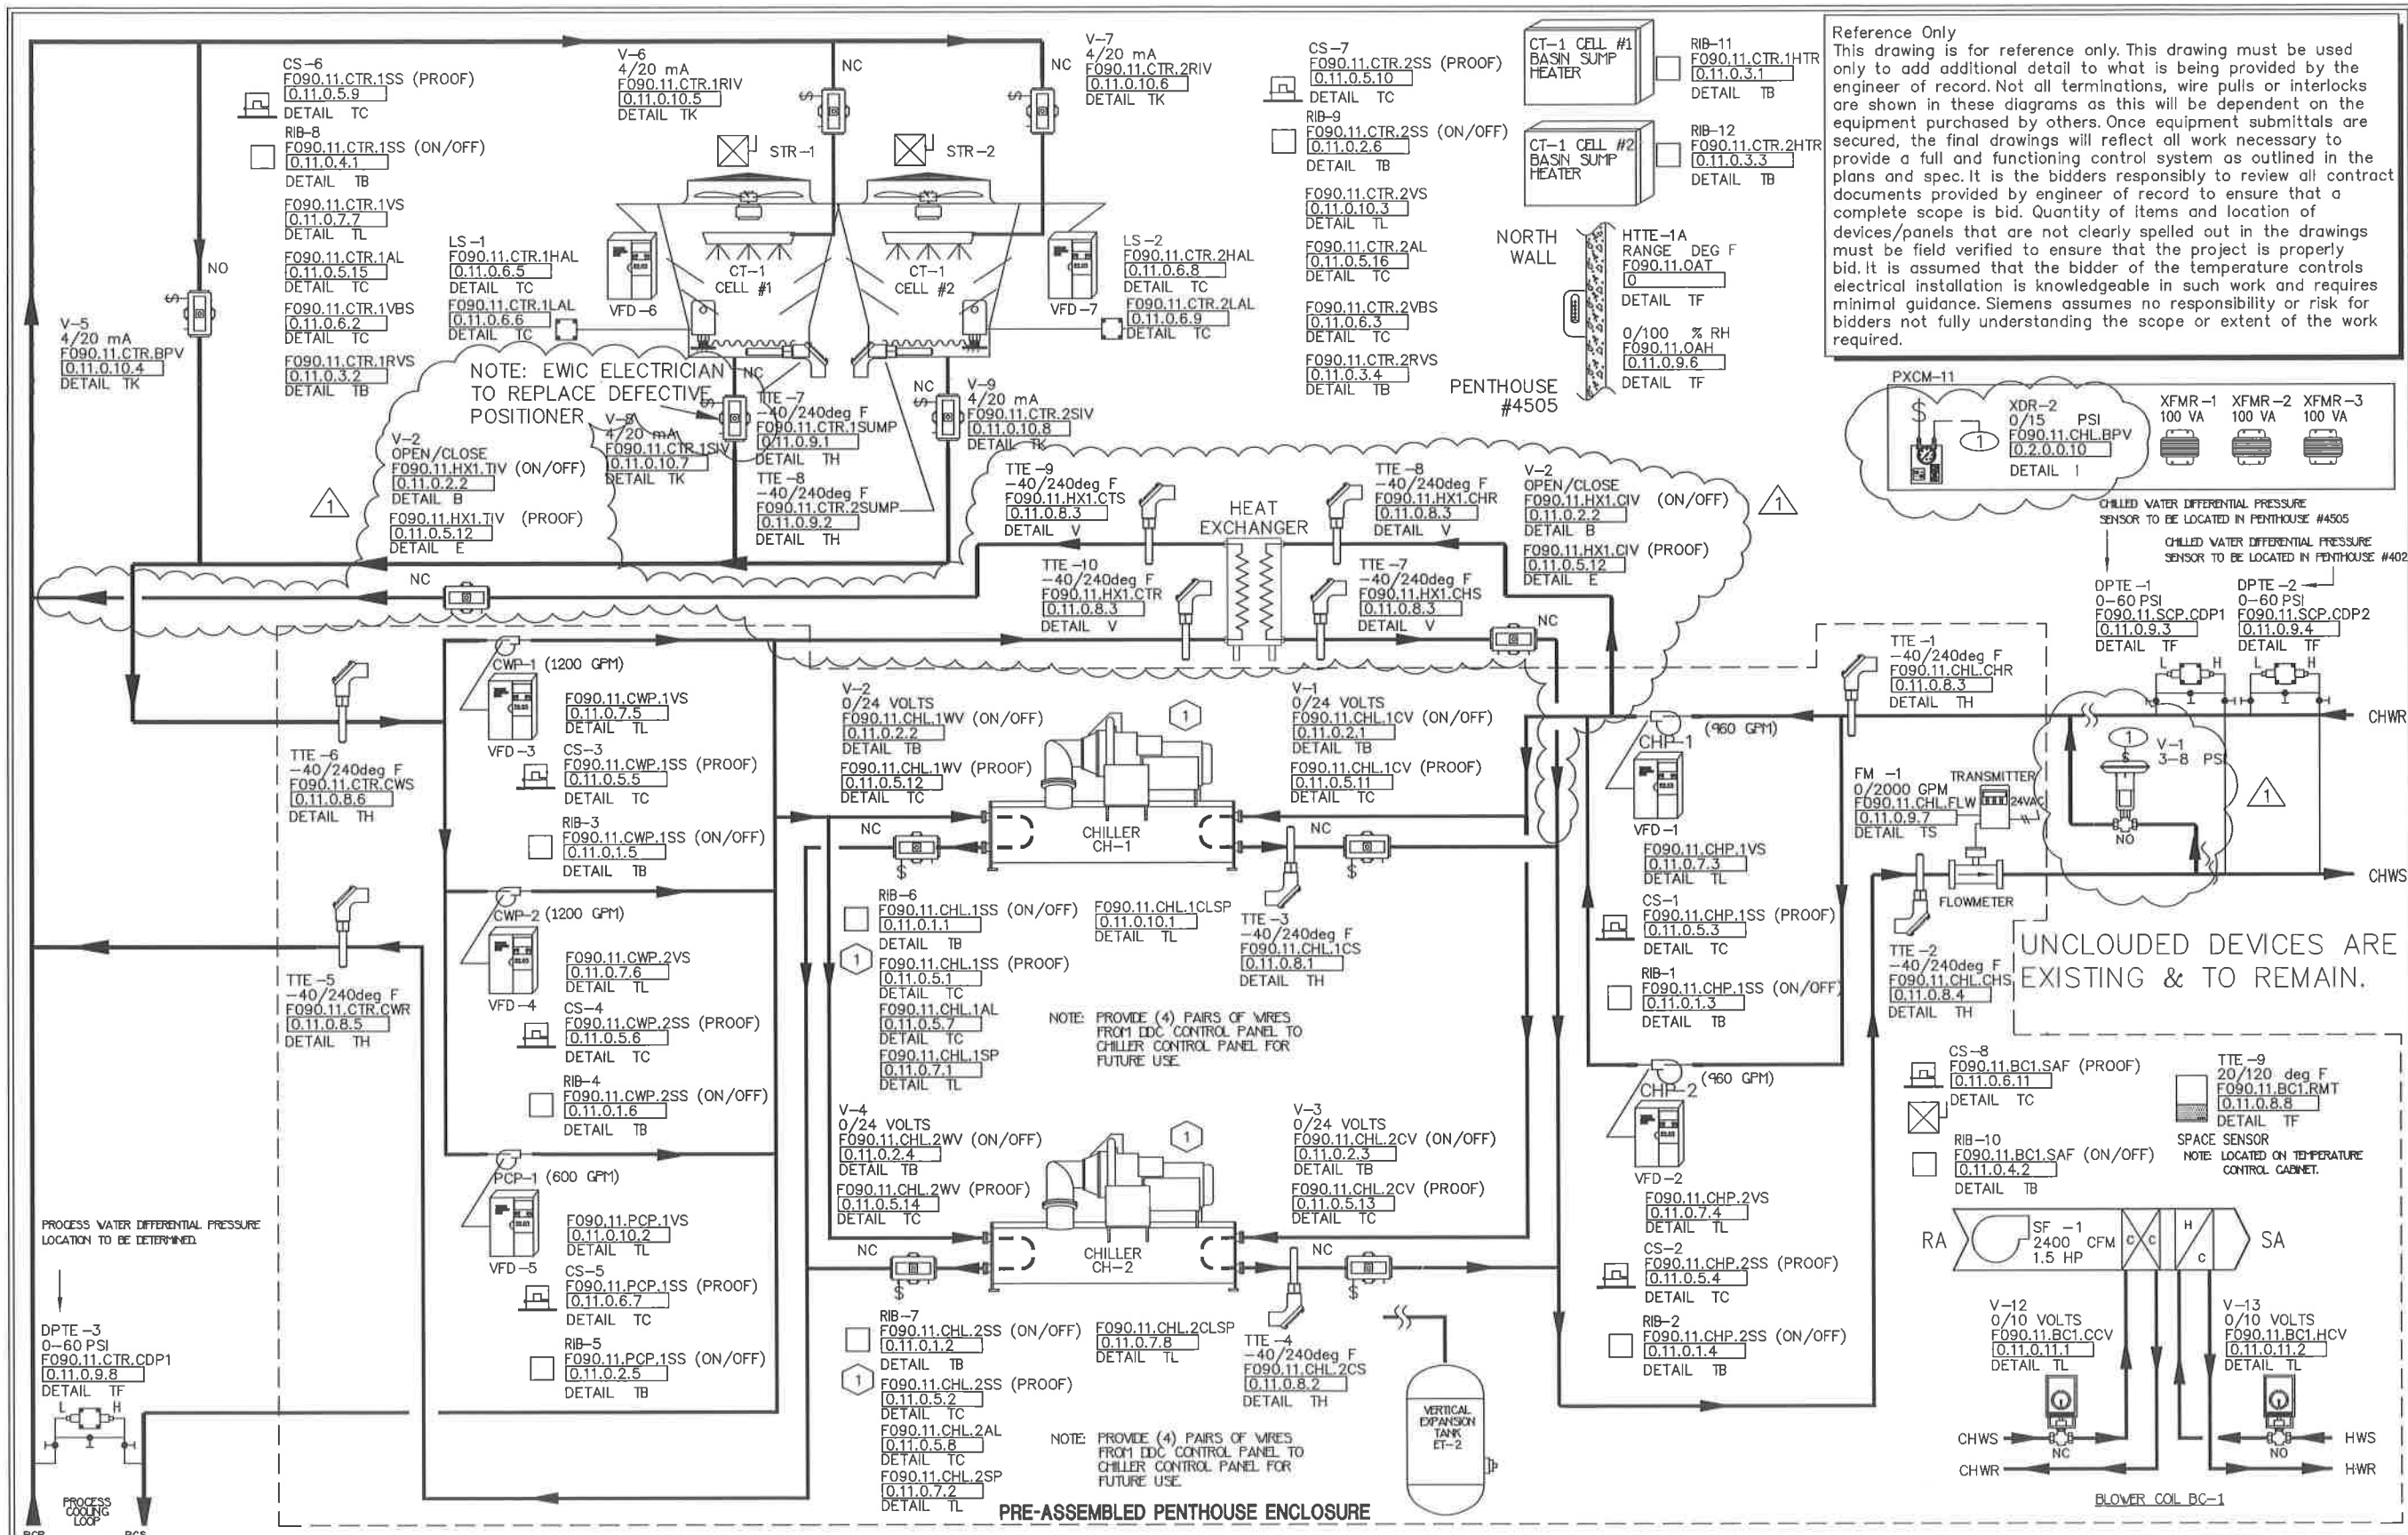 CS-6
F090.11.CTR.1SS (PROOF)
0.11.0.5.9
DETAIL TC
RIB-8
F090.11.CTR.1SS (ON/OFF)
0.11.0.4.1
DETAIL TB
F090.11.CTR.1VS
0.11.0.7.7
DETAIL TL
F090.11.CTR.1AL
0.11.0.5.15
DETAIL TC
F090.11.CTR.1VBS
0.11.0.6.2
DETAIL TC
F090.11.CTR.1RVS
0.11.0.3.2
DETAIL TB
NO
V-5
4/20 mA
F090.11.CTR.BPV
0.11.0.10.4
DETAIL TK
V-6
4/20 mA
F090.11.CTR.1RIV
0.11.0.10.5
DETAIL TK
NC
V-7
4/20 mA
NC F090.11.CTR.2RIV
0.11.0.10.6
DETAIL TK
STR-1
STR-2
LS-1
F090.11.CTR.1HAL
0.11.0.6.5
DETAIL TC
F090.11.CTR.1LAL
0.11.0.6.6
DETAIL TC
VFD-6
CT-1
CELL #1
CT-1
CELL #2
VFD-7
LS-2
F090.11.CTR.2HAL
0.11.0.6.8
DETAIL TC
F090.11.CTR.2LAL
0.11.0.6.9
DETAIL TC
CS-7
F090.11.CTR.2SS (PROOF)
0.11.0.5.10
DETAIL TC
RIB-9
F090.11.CTR.2SS (ON/OFF)
0.11.0.2.6
DETAIL TB
F090.11.CTR.2VS
0.11.0.10.3
DETAIL TL
F090.11.CTR.2AL
0.11.0.5.16
DETAIL TC
F090.11.CTR.2VBS
0.11.0.6.3
DETAIL TC
F090.11.CTR.2RVS
0.11.0.3.4
DETAIL TB
CT-1 CELL #1
BASIN SUMP
HEATER
RIB-11
F090.11.CTR.1HTR
0.11.0.3.1
DETAIL TB
CT-1 CELL #2
BASIN SUMP
HEATER
RIB-12
F090.11.CTR.2HTR
0.11.0.3.3
DETAIL TB
NORTH
WALL
HTTE-1A
RANGE DEG F
F090.11.OAT
0
DETAIL TF
0/100 % RH
F090.11.OAH
0.11.0.9.6
DETAIL TF
PENTHOUSE
#4505
Reference Only
This drawing is for reference only. This drawing must be used
only to add additional detail to what is being provided by the
engineer of record. Not all terminations, wire pulls or interlocks
are shown in these diagrams as this will be dependent on the
equipment purchased by others. Once equipment submittals are
secured, the final drawings will reflect all work necessary to
provide a full and functioning control system as outlined in the
plans and spec. It is the bidders responsibly to review all contract
documents provided by engineer of record to ensure that a
complete scope is bid. Quantity of items and location of
devices/panels that are not clearly spelled out in the drawings
must be field verified to ensure that the project is properly
bid. It is assumed that the bidder of the temperature controls
electrical installation is knowledgeable in such work and requires
minimal guidance. Siemens assumes no responsibility or risk for
bidders not fully understanding the scope or extent of the work
required.
PXCM-11
$
1
XDR-2
0/15 PSI
F090.11.CHL.BPV
0.2.0.0.10
DETAIL 1
XFMR-1 XFMR-2 XFMR-3
100 VA 100 VA 100 VA
NOTE: EWIC ELECTRICIAN
TO REPLACE DEFECTIVE
POSITIONER
NC
V-8
4/20 mA
F090.11.CTR.1SIV
0.11.0.10.7
DETAIL TK
TTE-7
-40/240deg F
F090.11.CTR.1SUMP
0.11.0.9.1
DETAIL TH
TTE-8
-40/240deg F
F090.11.CTR.2SUMP
0.11.0.9.2
DETAIL TH
NC
V-9
4/20 mA
F090.11.CTR.2SIV
0.11.0.10.8
DETAIL TK
V-2
OPEN/CLOSE
F090.11.HX1.TIV (ON/OFF)
0.11.0.2.2
DETAIL B
F090.11.HX1.TIV (PROOF)
0.11.0.5.12
DETAIL E
1
NC
TTE-9
-40/240deg F
F090.11.HX1.CTS
0.11.0.8.3
DETAIL V
TTE-10
-40/240deg F
F090.11.HX1.CTR
0.11.0.8.3
DETAIL V
HEAT
EXCHANGER
TTE-8
-40/240deg F
F090.11.HX1.CHR
0.11.0.8.3
DETAIL V
TTE-7
-40/240deg F
F090.11.HX1.CHS
0.11.0.8.3
DETAIL V
V-2
OPEN/CLOSE
F090.11.HX1.CIV (ON/OFF)
0.11.0.2.2
DETAIL B
F090.11.HX1.CIV (PROOF)
0.11.0.5.12
DETAIL E
1
NC
CHILLED WATER DIFFERENTIAL PRESSURE
SENSOR TO BE LOCATED IN PENTHOUSE #4505
CHILLED WATER DIFFERENTIAL PRESSURE
SENSOR TO BE LOCATED IN PENTHOUSE #402
DPTE-1
0-60 PSI
F090.11.SCP.CDP1
0.11.0.9.3
DETAIL TF
L H
DPTE-2
0-60 PSI
F090.11.SCP.CDP2
0.11.0.9.4
DETAIL TF
L H
TTE-1
-40/240deg F
F090.11.CHL.CHR
0.11.0.8.3
DETAIL TH
CHWR
TTE-6
-40/240deg F
F090.11.CTR.CWS
0.11.0.8.6
DETAIL TH
CWP-1 (1200 GPM)
VFD-3
F090.11.CWP.1VS
0.11.0.7.5
DETAIL TL
CS-3
F090.11.CWP.1SS (PROOF)
0.11.0.5.5
DETAIL TC
RIB-3
F090.11.CWP.1SS (ON/OFF)
0.11.0.1.5
DETAIL TB
V-2
0/24 VOLTS
F090.11.CHL.1WV (ON/OFF)
0.11.0.2.2
DETAIL TB
F090.11.CHL.1WV (PROOF)
0.11.0.5.12
DETAIL TC
1
V-1
0/24 VOLTS
F090.11.CHL.1CV (ON/OFF)
0.11.0.2.1
DETAIL TB
F090.11.CHL.1CV (PROOF)
0.11.0.5.11
DETAIL TC
NC
CHILLER
CH-1
NC
$
$
CHP-1
(960 GPM)
VFD-1
F090.11.CHP.1VS
0.11.0.7.3
DETAIL TL
CS-1
F090.11.CHP.1SS (PROOF)
0.11.0.5.3
DETAIL TC
RIB-1
F090.11.CHP.1SS (ON/OFF)
0.11.0.1.3
DETAIL TB
FM -1
0/2000 GPM
F090.11.CHL.FLW
0.11.0.9.7
DETAIL TS
TRANSMITTER
24VAC
FLOWMETER
1
V-1
3-8 PSI
NO
1
CHWS
TTE-2
-40/240deg F
F090.11.CHL.CHS
0.11.0.8.4
DETAIL TH
UNCLOUDED DEVICES ARE
EXISTING & TO REMAIN.
TTE-5
-40/240deg F
F090.11.CTR.CWR
0.11.0.8.5
DETAIL TH
CWP-2 (1200 GPM)
VFD-4
F090.11.CWP.2VS
0.11.0.7.6
DETAIL TL
CS-4
F090.11.CWP.2SS (PROOF)
0.11.0.5.6
DETAIL TC
RIB-4
F090.11.CWP.2SS (ON/OFF)
0.11.0.1.6
DETAIL TB
RIB-6
F090.11.CHL.1SS (ON/OFF)
0.11.0.1.1
DETAIL TB
1
F090.11.CHL.1SS (PROOF)
0.11.0.5.1
DETAIL TC
F090.11.CHL.1AL
0.11.0.5.7
DETAIL TC
F090.11.CHL.1SP
0.11.0.7.1
DETAIL TL
F090.11.CHL.1CLSP
0.11.0.10.1
DETAIL TL
TTE-3
-40/240deg F
F090.11.CHL.1CS
0.11.0.8.1
DETAIL TH
NOTE: PROVIDE (4) PAIRS OF WIRES
FROM DDC CONTROL PANEL TO
CHILLER CONTROL PANEL FOR
FUTURE USE.
PCP-1 (600 GPM)
VFD-5
F090.11.PCP.1VS
0.11.0.10.2
DETAIL TL
CS-5
F090.11.PCP.1SS (PROOF)
0.11.0.6.7
DETAIL TC
RIB-5
F090.11.PCP.1SS (ON/OFF)
0.11.0.2.5
DETAIL TB
V-4
0/24 VOLTS
F090.11.CHL.2WV (ON/OFF)
0.11.0.2.4
DETAIL TB
F090.11.CHL.2WV (PROOF)
0.11.0.5.14
DETAIL TC
1
V-3
0/24 VOLTS
F090.11.CHL.2CV (ON/OFF)
0.11.0.2.3
DETAIL TB
F090.11.CHL.2CV (PROOF)
0.11.0.5.13
DETAIL TC
NC
CHILLER
CH-2
NC
$
$
CHP-2
(960 GPM)
VFD-2
F090.11.CHP.2VS
0.11.0.7.4
DETAIL TL
CS-2
F090.11.CHP.2SS (PROOF)
0.11.0.5.4
DETAIL TC
RIB-2
F090.11.CHP.2SS (ON/OFF)
0.11.0.1.4
DETAIL TB
RIB-7
F090.11.CHL.2SS (ON/OFF)
0.11.0.1.2
DETAIL TB
1
F090.11.CHL.2SS (PROOF)
0.11.0.5.2
DETAIL TC
F090.11.CHL.2AL
0.11.0.5.8
DETAIL TC
F090.11.CHL.2SP
0.11.0.7.2
DETAIL TL
F090.11.CHL.2CLSP
0.11.0.7.8
DETAIL TL
TTE-4
-40/240deg F
F090.11.CHL.2CS
0.11.0.8.2
DETAIL TH
NOTE: PROVIDE (4) PAIRS OF WIRES
FROM DDC CONTROL PANEL TO
CHILLER CONTROL PANEL FOR
FUTURE USE.
VERTICAL
EXPANSION
TANK
ET-2
CS-8
F090.11.BC1.SAF (PROOF)
0.11.0.6.11
DETAIL TC
RIB-10
F090.11.BC1.SAF (ON/OFF)
0.11.0.4.2
DETAIL TB
TTE-9
20/120 deg F
F090.11.BC1.RMT
0.11.0.8.8
DETAIL TF
SPACE SENSOR
NOTE: LOCATED ON TEMPERATURE
CONTROL CABINET.
RA
SF -1
2400 CFM
1.5 HP
C C
H
C
SA
V-12
0/10 VOLTS
F090.11.BC1.CCV
0.11.0.11.1
DETAIL TL
V-13
0/10 VOLTS
F090.11.BC1.HCV
0.11.0.11.2
DETAIL TL
CHWS
NC
CHWR
HWS
NO
HWR
BLOWER COIL BC-1
PROCESS WATER DIFFERENTIAL PRESSURE
LOCATION TO BE DETERMINED.
DPTE-3
0-60 PSI
F090.11.CTR.CDP1
0.11.0.9.8
DETAIL TF
L H
PROCESS
COOLING
LOOP
PCR
PCS
PRE-ASSEMBLED PENTHOUSE ENCLOSURE